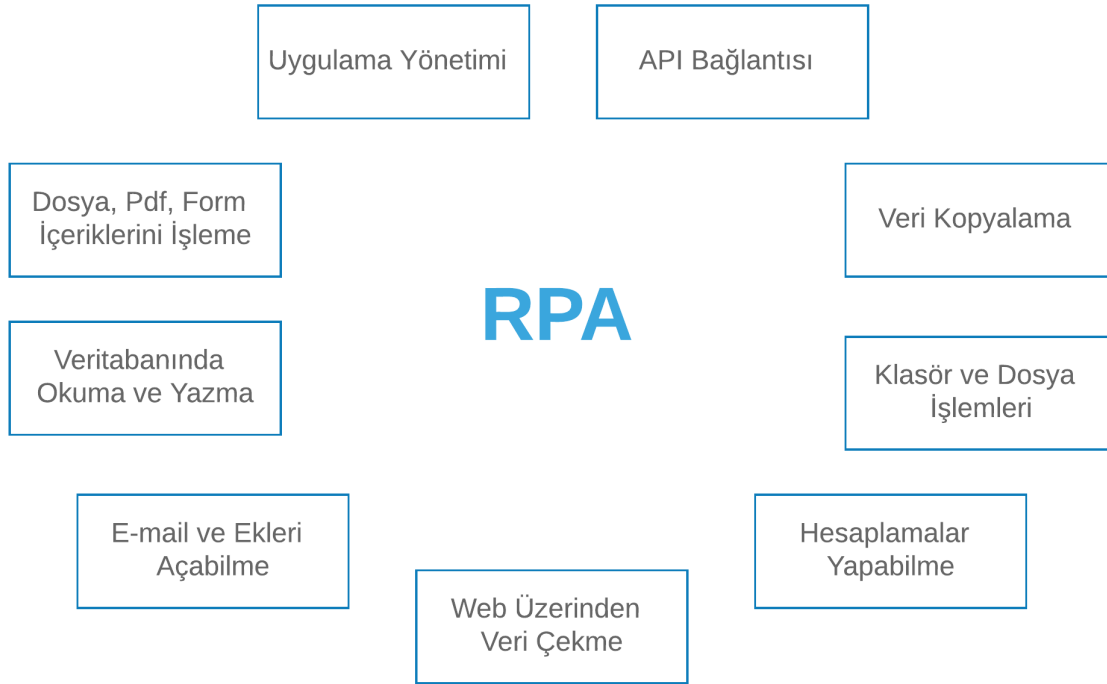 Uygulama Yönetimi
API Bağlantısı
Dosya, Pdf, Form
İçeriklerini İşleme
Veri Kopyalama
RPA
Veritabanında
Okuma ve Yazma
Klasör ve Dosya
İşlemleri
E-mail ve Ekleri
Açabilme
Hesaplamalar
Yapabilme
Web Üzerinden
Veri Çekme